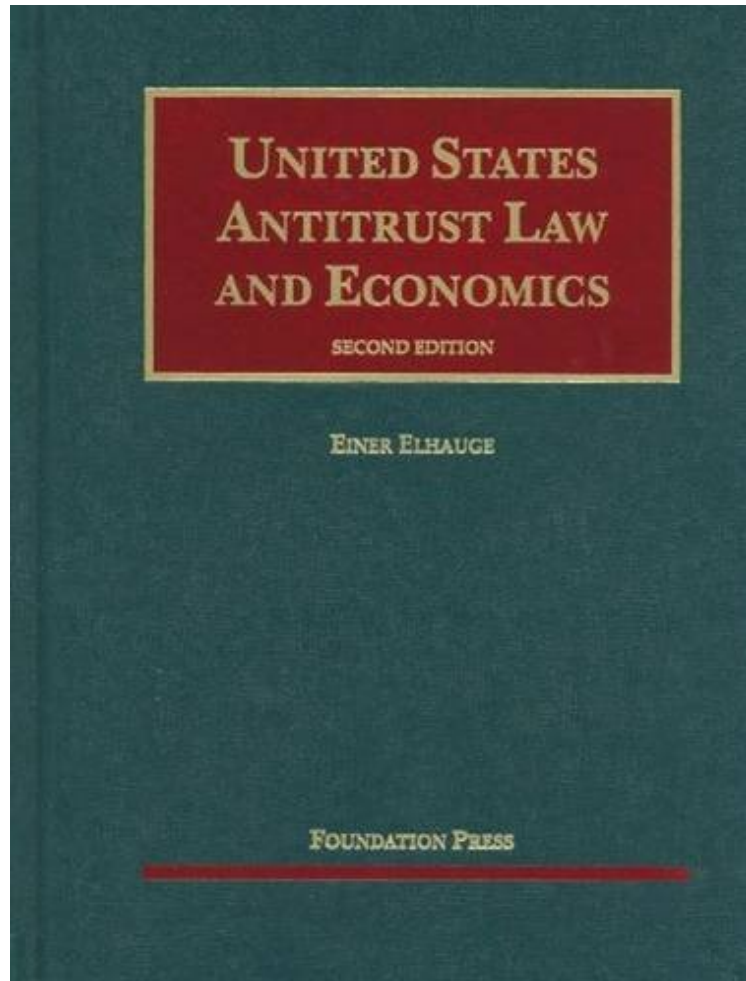 UNITED STATES
ANTITRUST LAW
AND ECONOMICS
SECOND EDITION
EINER ELHAUGE
FOUNDATION PRESS